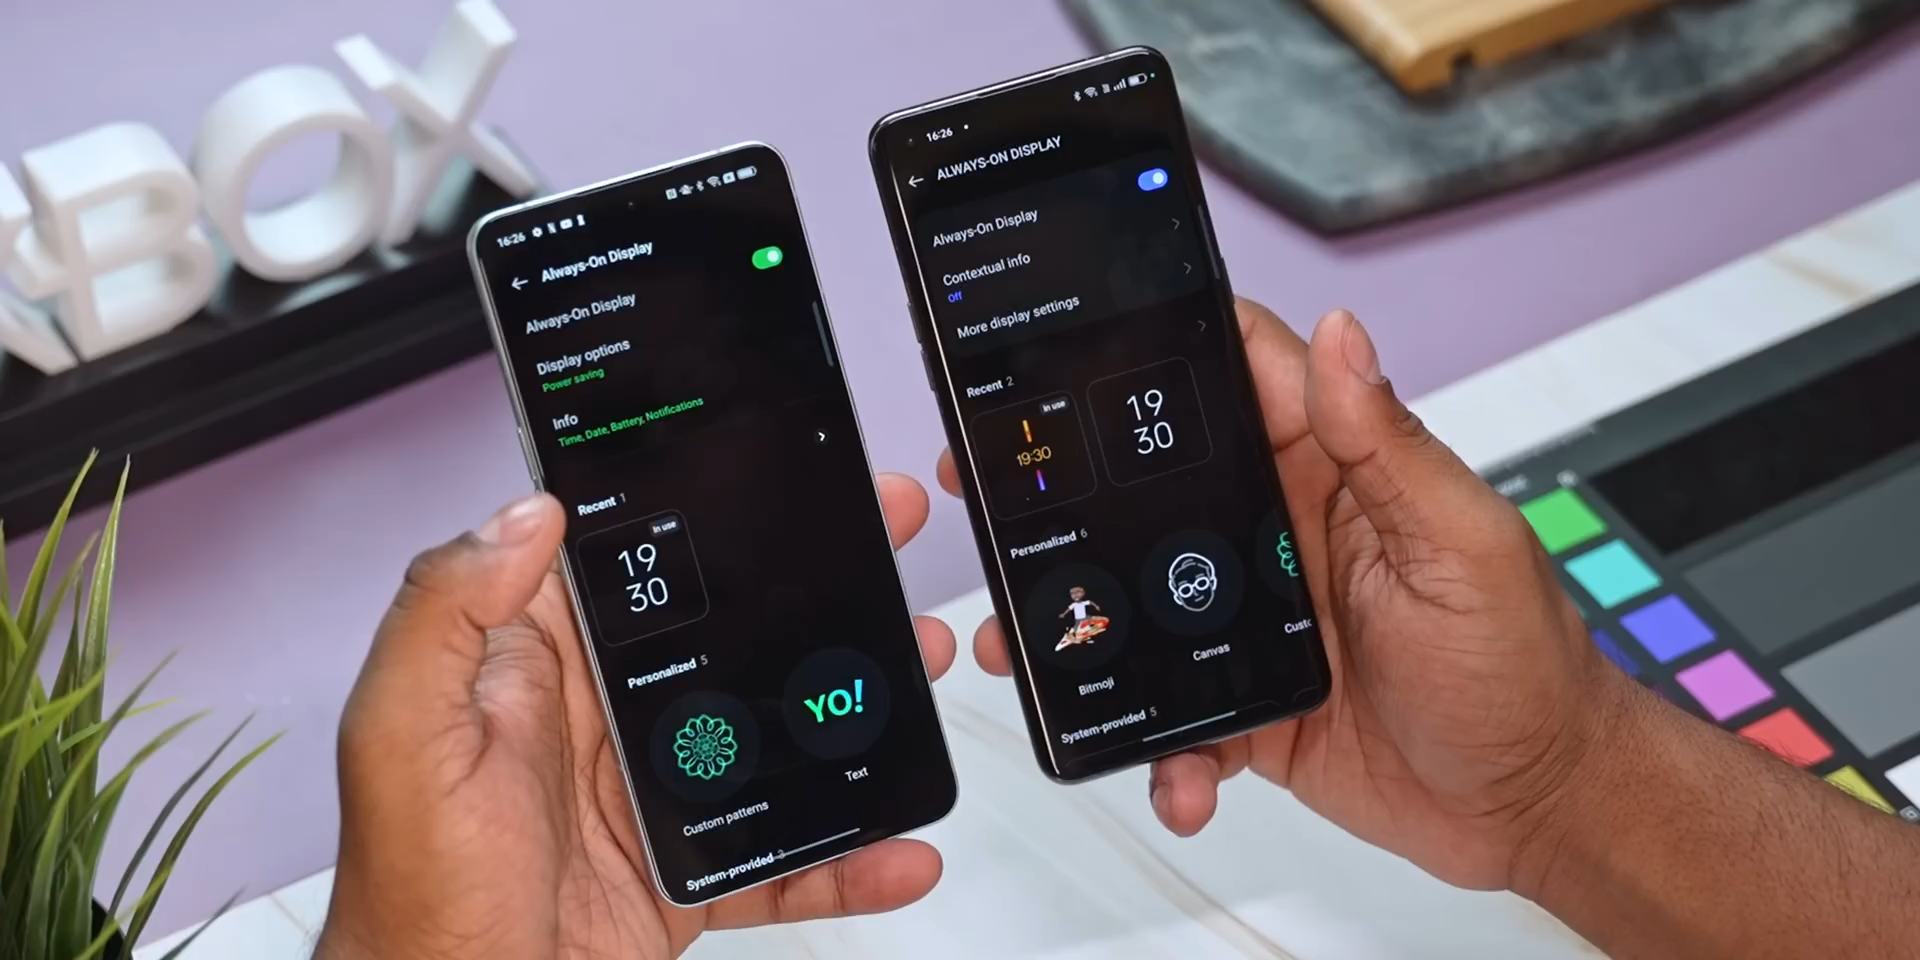 BOX
16:26
Always-On Display
Always-On Display
Display options
Power saving
Info
Time, Date, Battery, Notifications
Recent 1
In use
19
30
Personalized 5
YO!
Custom patterns
Text
System-provided 3
16:26
ALWAYS-ON DISPLAY
Always-On Display
Contextual info
Off
More display settings
Recent 2
In use
19:30
19
30
Personalized 6
Bitmoji
Canvas
Custo
System-provided 5